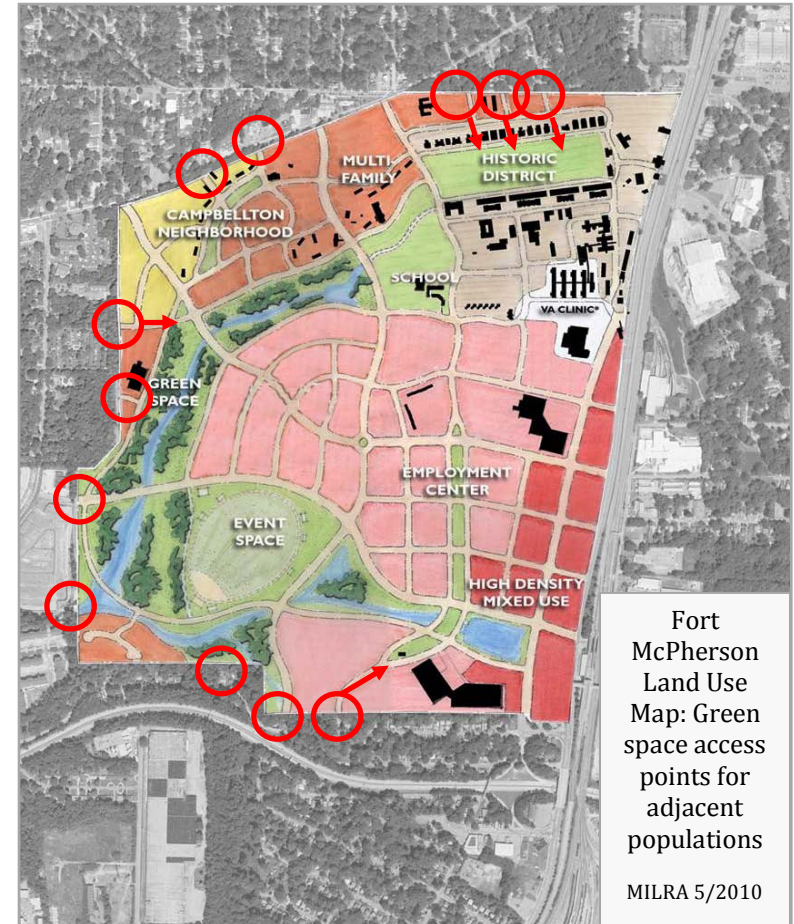 MULTI-
FAMILY
HISTORIC
DISTRICT
CAMPBELLTON
NEIGHBORHOOD
SCHOOL
VA CLINIC*
GREEN
SPACE
EMPLOYMENT
CENTER
EVENT
SPACE
HIGH DENSITY
MIXED USE
Fort
McPherson
Land Use
Map: Green
space access
points for
adjacent
populations
MILRA 5/2010